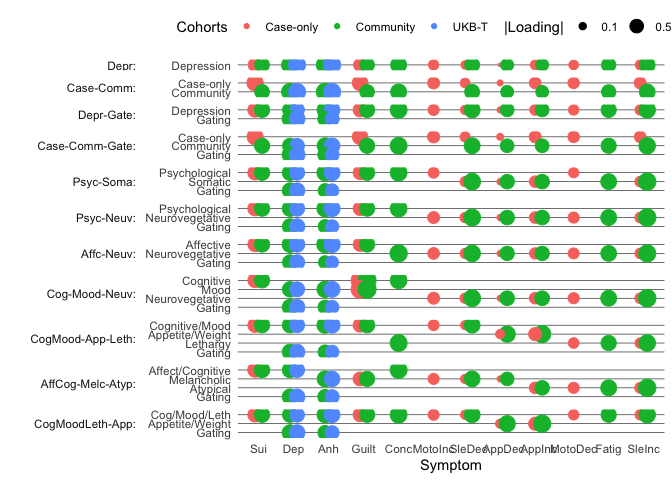 Cohorts Case-only Community UKB-T |Loading| 0.1 0.5
Depr: Depression
Case-Comm: Case-only
Community
Depr-Gate: Depression
Gating
Case-Comm-Gate: Case-only
Community
Gating
Psyc-Soma: Psychological
Somatic
Gating
Psyc-Neuv: Psychological
Neurovegetative
Gating
Affc-Neuv: Affective
Neurovegetative
Gating
Cog-Mood-Neuv: Cognitive
Mood
Neurovegetative
Gating
CogMood-App-Leth: Cognitive/Mood
Appetite/Weight
Lethargy
Gating
AffCog-Melc-Atyp: Affect/Cognitive
Melancholic
Atypical
Gating
CogMoodLeth-App: Cog/Mood/Leth
Appetite/Weight
Gating
Sui Dep Anh Guilt Conc MotoInc SleDec AppDec AppInc MotoDec Fatig SleInc
Symptom